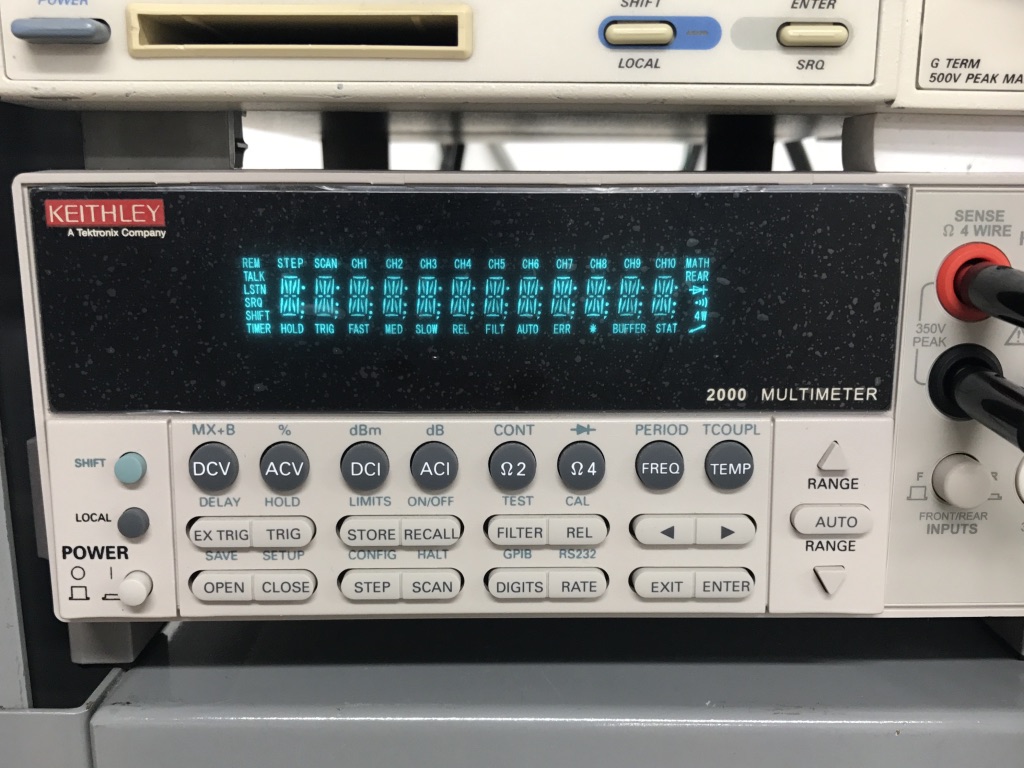 POWER
SHIFT
ENTER
LOCAL
SRQ
G TERM
500V PEAK MA
KEITHLEY
A Tektronix Company
REM STEP SCAN CH1 CH2 CH3 CH4 CH5 CH6 CH7 CH8 CH9 CH10 MATH
TALK REAR
LSTN
SRQ
SHIFT 4W
TIMER HOLD TRIG FAST MED SLOW REL FILT AUTO ERR * BUFFER STAT
2000 MULTIMETER
SENSE
Ω 4 WIRE
350V
PEAK
MX+B % dBm dB CONT PERIOD TCOUPL
SHIFT DCV ACV DCI ACI Ω2 Ω4 FREQ TEMP
RANGE
DELAY HOLD LIMITS ON/OFF TEST CAL
LOCAL EX TRIG TRIG STORE RECALL FILTER REL ◄ ► AUTO
RANGE
POWER SAVE SETUP CONFIG HALT GPIB RS232
OPEN CLOSE STEP SCAN DIGITS RATE EXIT ENTER
F R
FRONT/REAR
INPUTS